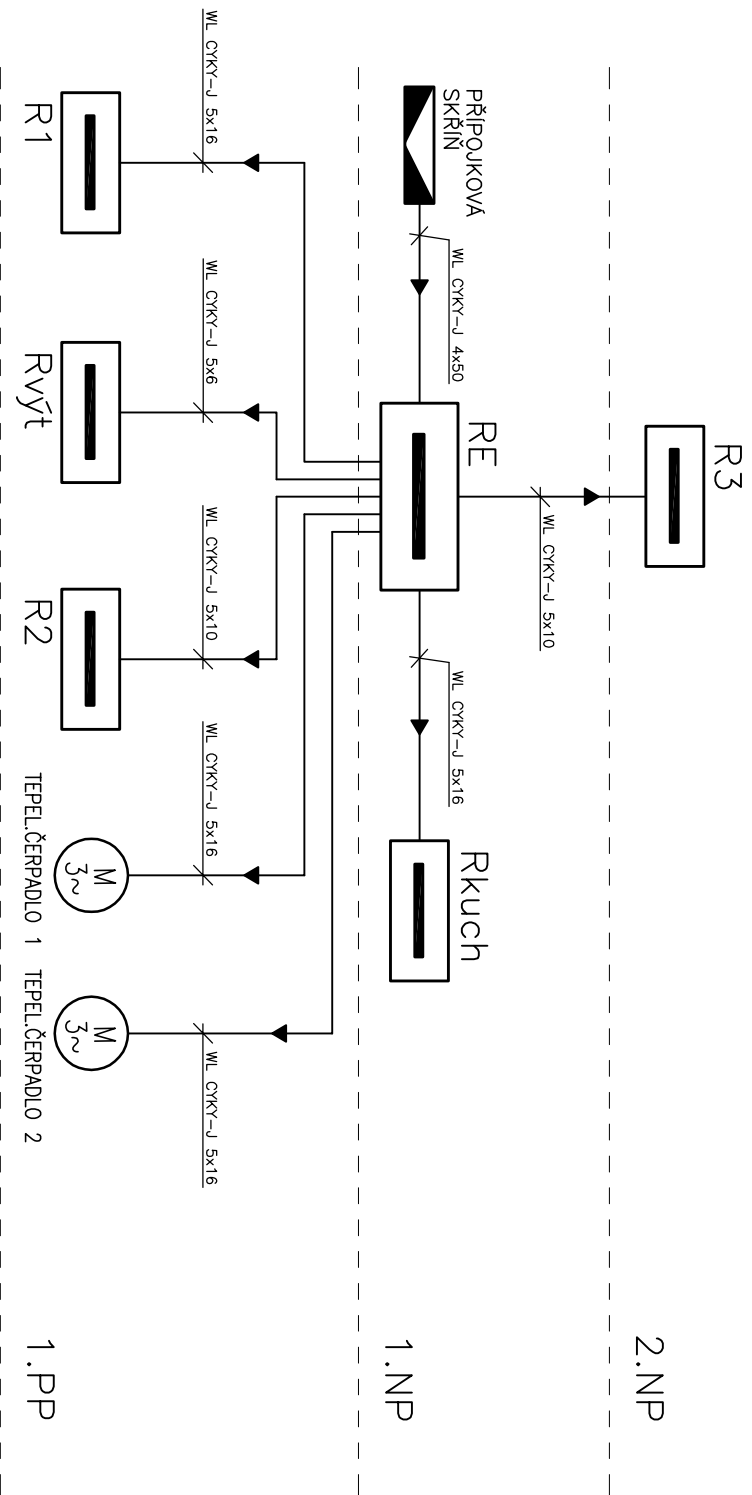 R3
2.NP
WL CYKY-J 5x10
PŘÍPOJKOVÁ
SKŘÍŇ
WL CYKY-J 4x50
RE
WL CYKY-J 5x16
Rkuch
1.NP
WL CYKY-J 5x16
WL CYKY-J 5x6
WL CYKY-J 5x10
WL CYKY-J 5x16
WL CYKY-J 5x16
R1
Rvýt
R2
M
3~
TEPEL.ČERPADLO 1
M
3~
TEPEL.ČERPADLO 2
1.PP